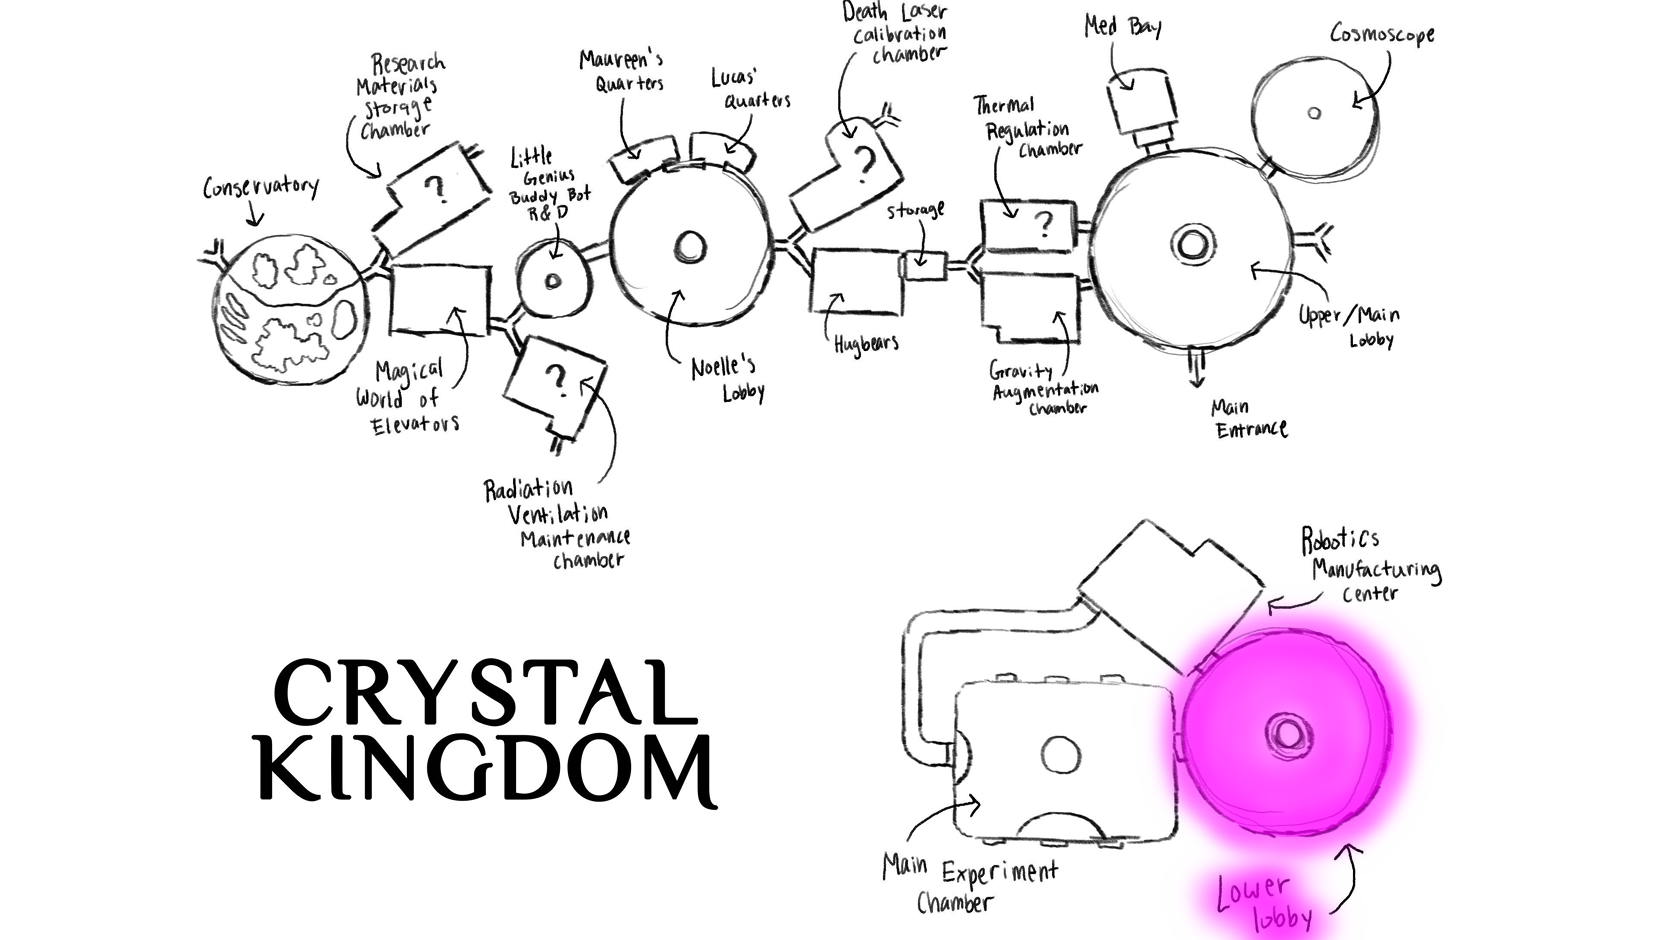 Research
Materials
Storage
Chamber
Conservatory
?
Little
Genius
Buddy Bot
R&D
Maureen's
Quarters
Lucas'
Quarters
Death Laser
Calibration
Chamber
?
Storage
Thermal
Regulation
Chamber
?
Med Bay
Cosmoscope
Upper/Main
Lobby
Main
Entrance
Gravity
Augmentation
Chamber
Hugbears
Noelle's
Lobby
Magical
World of
Elevators
?
Radiation
Ventilation
Maintenance
Chamber
Robotics
Manufacturing
Center
CRYSTAL
KINGDOM
Main Experiment
Chamber
Lower
lobby